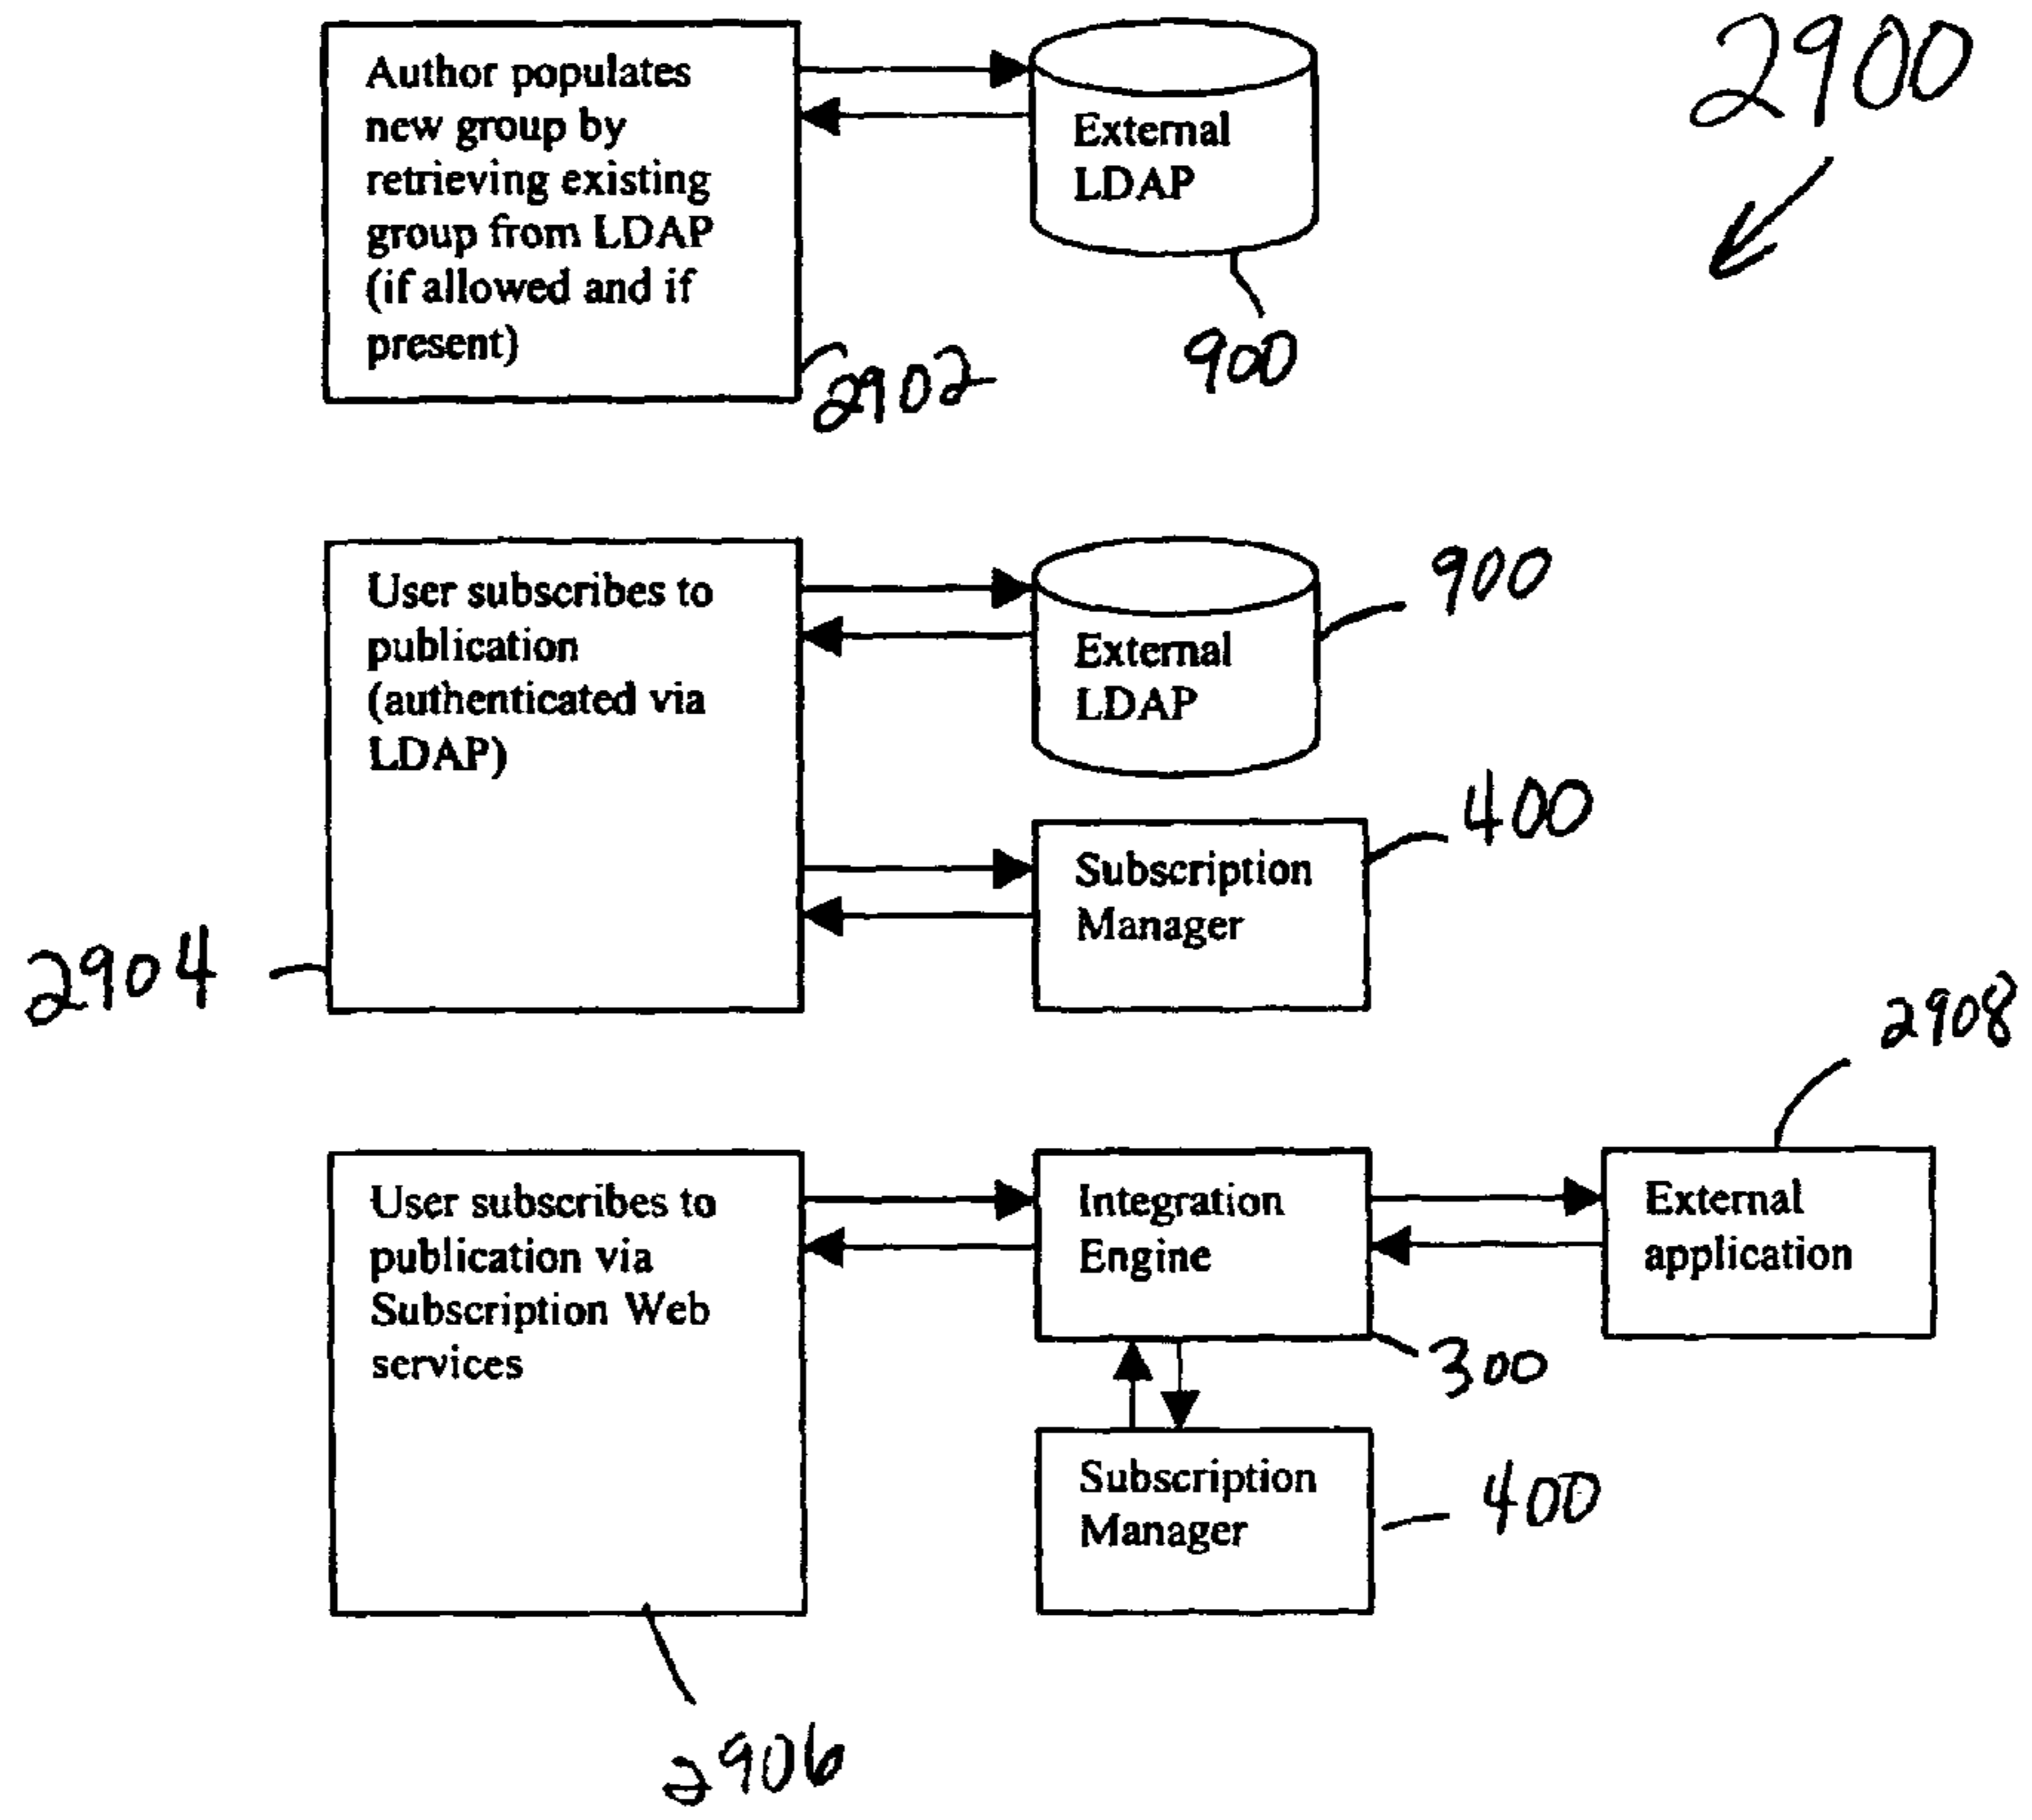 2900
Author populates
new group by
retrieving existing
group from LDAP
(if allowed and if
present)
2902
External
LDAP
900
User subscribes to
publication
(authenticated via
LDAP)
2904
External
LDAP
900
Subscription
Manager
400
User subscribes to
publication via
Subscription Web
services
2906
Integration
Engine
300
External
application
2908
Subscription
Manager
400